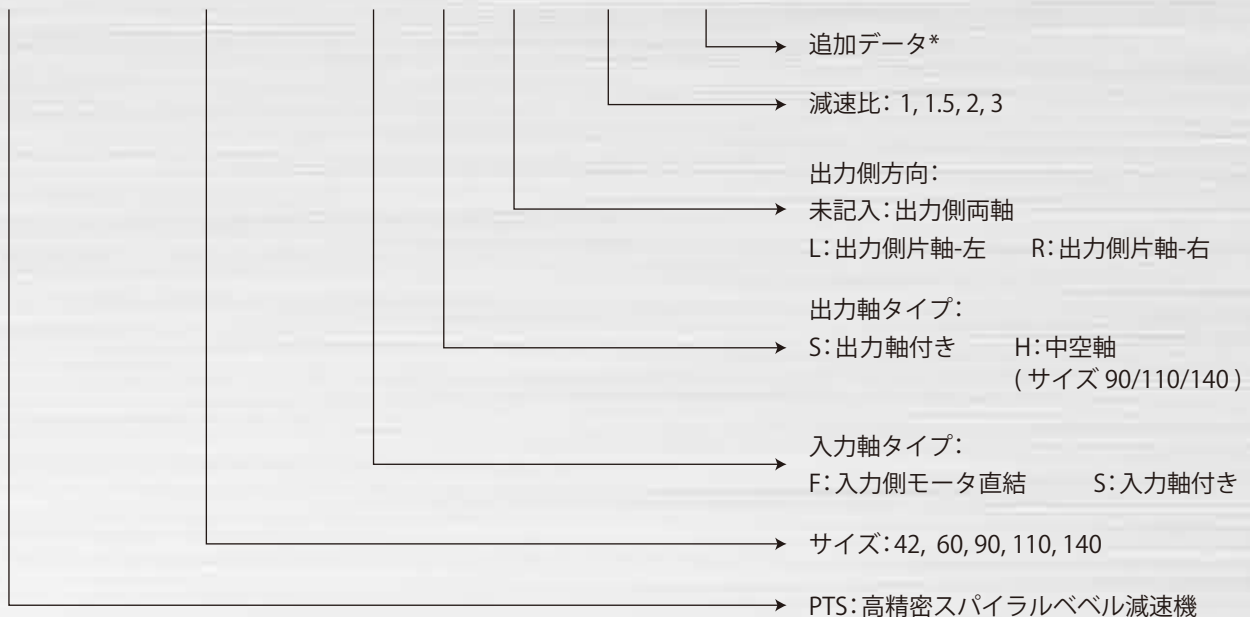 追加データ*
減速比：1, 1.5, 2, 3
出力側方向：
未記入：出力側両軸
L：出力側片軸-左 R：出力側片軸-右
出力軸タイプ：
S：出力軸付き H：中空軸
( サイズ 90/110/140 )
入力軸タイプ：
F：入力側モータ直結 S：入力軸付き
サイズ：42, 60, 90, 110, 140
PTS：高精密スパイラルベベル減速機